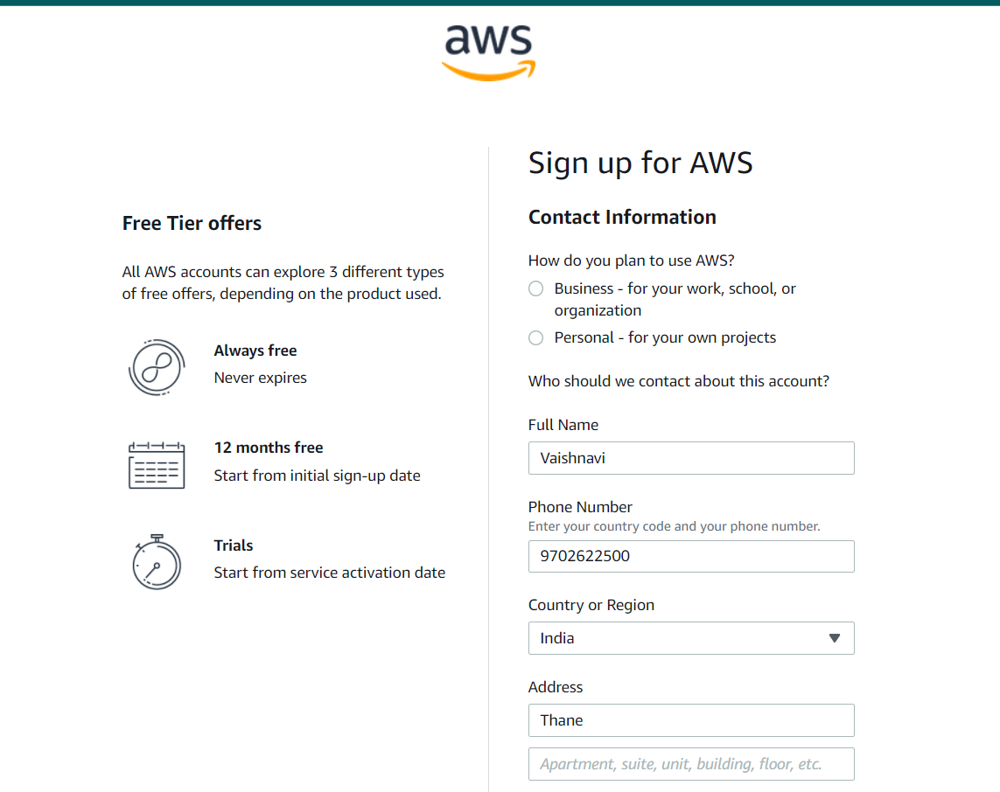 aws
Free Tier offers
All AWS accounts can explore 3 different types
of free offers, depending on the product used.
Always free
Never expires
12 months free
Start from initial sign-up date
Trials
Start from service activation date
Sign up for AWS
Contact Information
How do you plan to use AWS?
Business - for your work, school, or
organization
Personal - for your own projects
Who should we contact about this account?
Full Name
Vaishnavi
Phone Number
Enter your country code and your phone number.
9702622500
Country or Region
India
Address
Thane
Apartment, suite, unit, building, floor, etc.